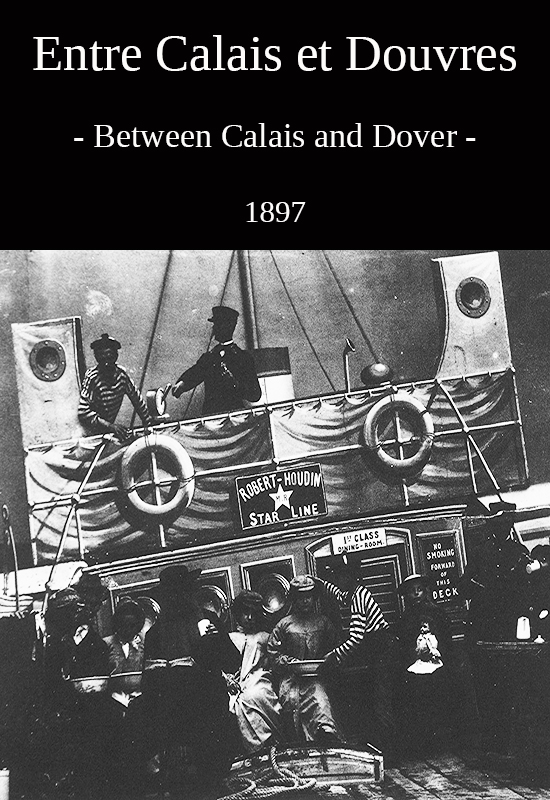 Entre Calais et Douvres
- Between Calais and Dover -
1897
ROBERT-HOUDIN
STAR LINE
1ST CLASS
DINING-ROOM.
NO
SMOKING
FORWARD
OF
THIS
DECK